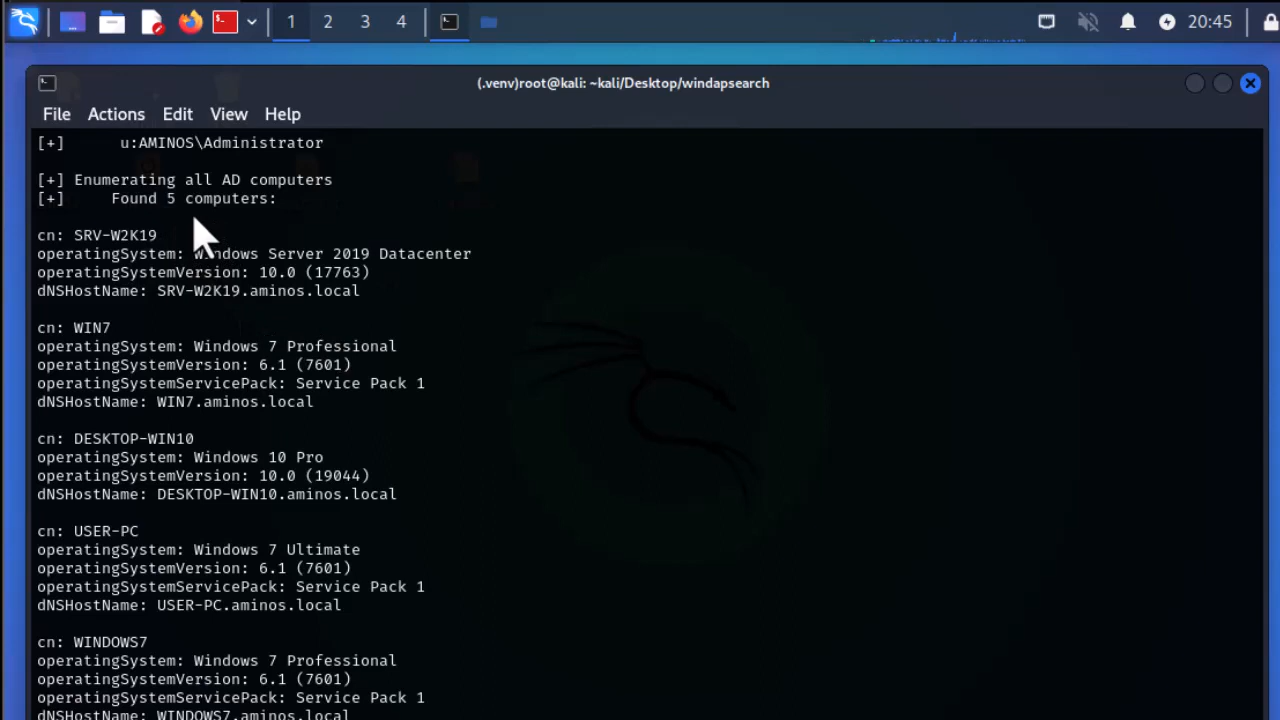 1 2 3 4 20:45
(.venv)root@kali: ~kali/Desktop/windapsearch
File Actions Edit View Help
[+] u:AMINOS\Administrator
[+] Enumerating all AD computers
[+] Found 5 computers:
cn: SRV-W2K19
operatingSystem: Windows Server 2019 Datacenter
operatingSystemVersion: 10.0 (17763)
dNSHostName: SRV-W2K19.aminos.local
cn: WIN7
operatingSystem: Windows 7 Professional
operatingSystemVersion: 6.1 (7601)
operatingSystemServicePack: Service Pack 1
dNSHostName: WIN7.aminos.local
cn: DESKTOP-WIN10
operatingSystem: Windows 10 Pro
operatingSystemVersion: 10.0 (19044)
dNSHostName: DESKTOP-WIN10.aminos.local
cn: USER-PC
operatingSystem: Windows 7 Ultimate
operatingSystemVersion: 6.1 (7601)
operatingSystemServicePack: Service Pack 1
dNSHostName: USER-PC.aminos.local
cn: WINDOWS7
operatingSystem: Windows 7 Professional
operatingSystemVersion: 6.1 (7601)
operatingSystemServicePack: Service Pack 1
dNSHostName: WINDOWS7.aminos.local